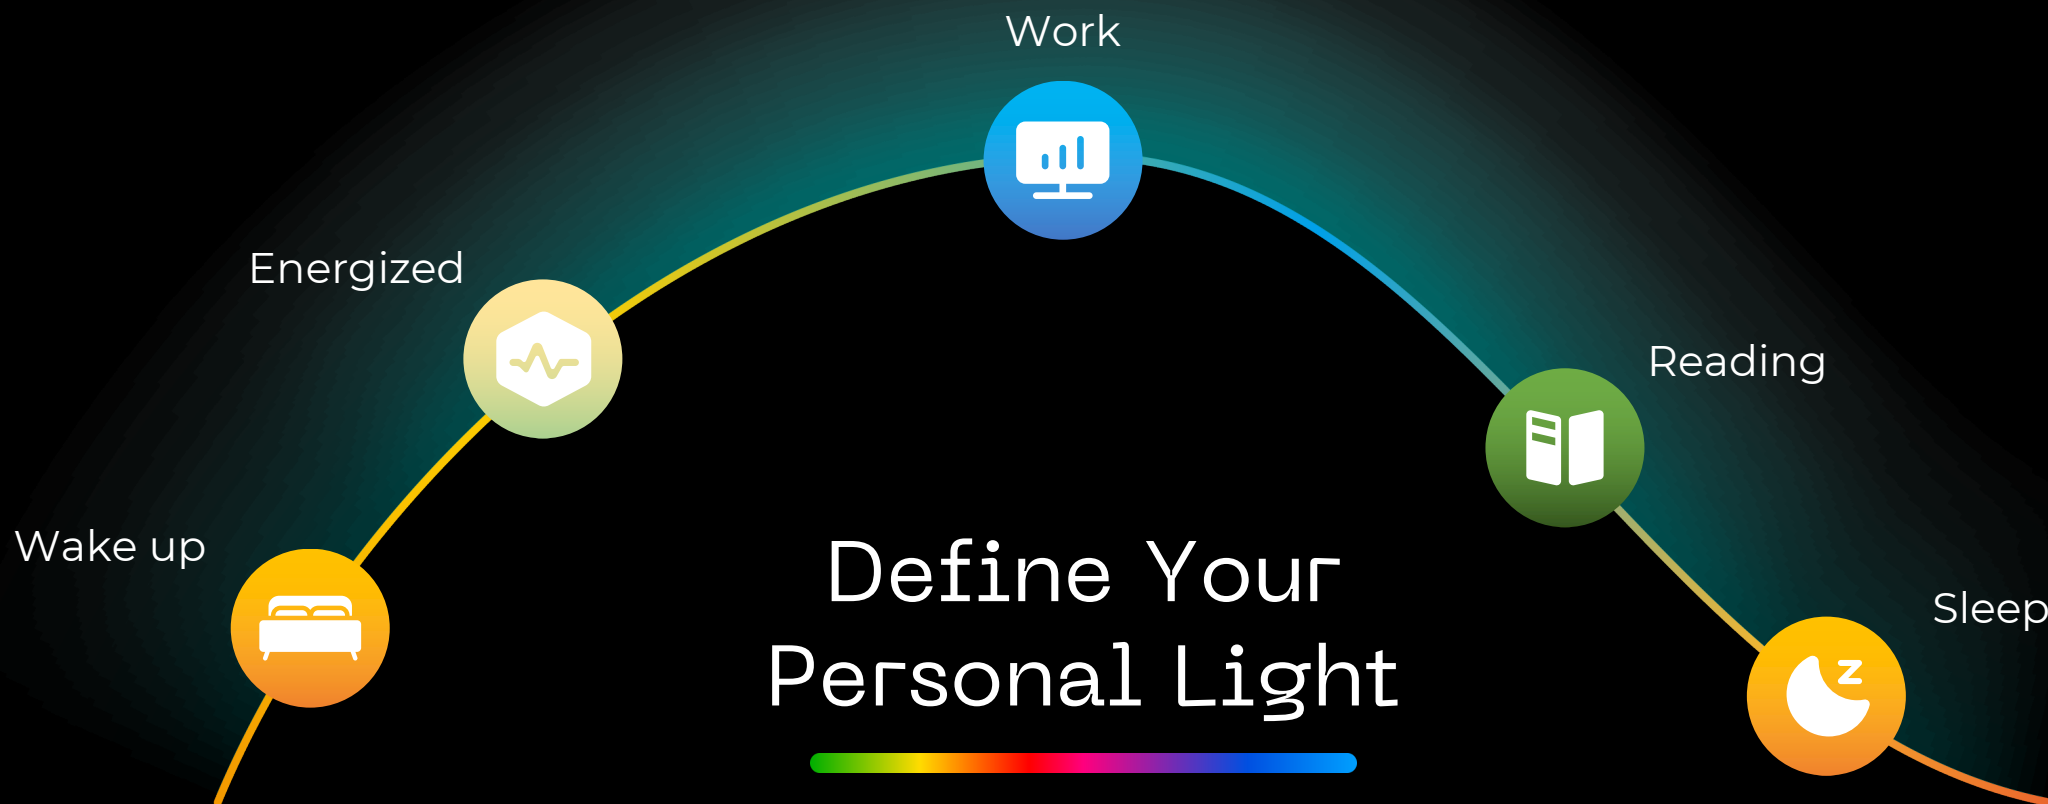 Work
Energized
Reading
Wake up
Sleep
Define Your
Personal Light